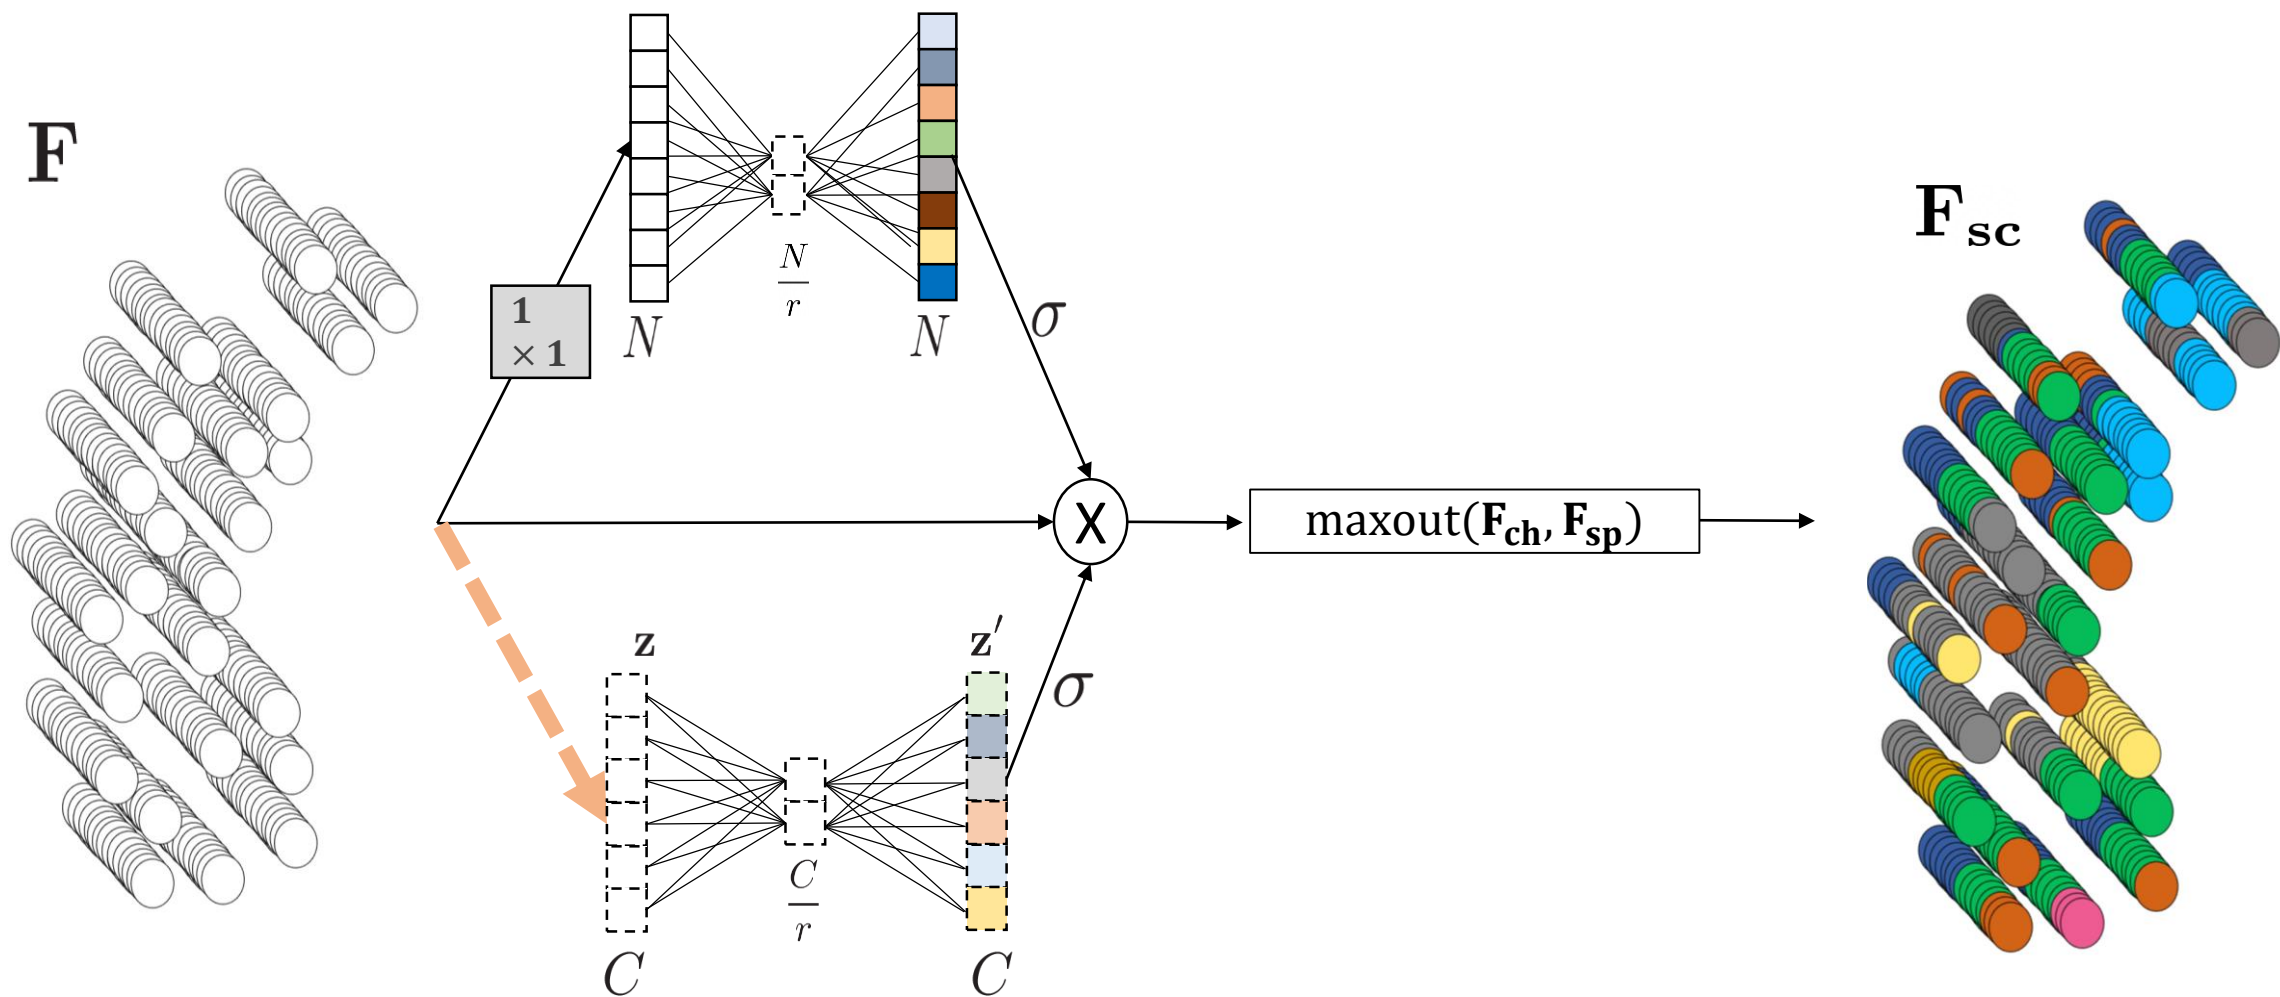 F
1
× 1
N
N
r
N
σ
F_sc
X
maxout(F_ch, F_sp)
z
z′
σ
C
C
r
C